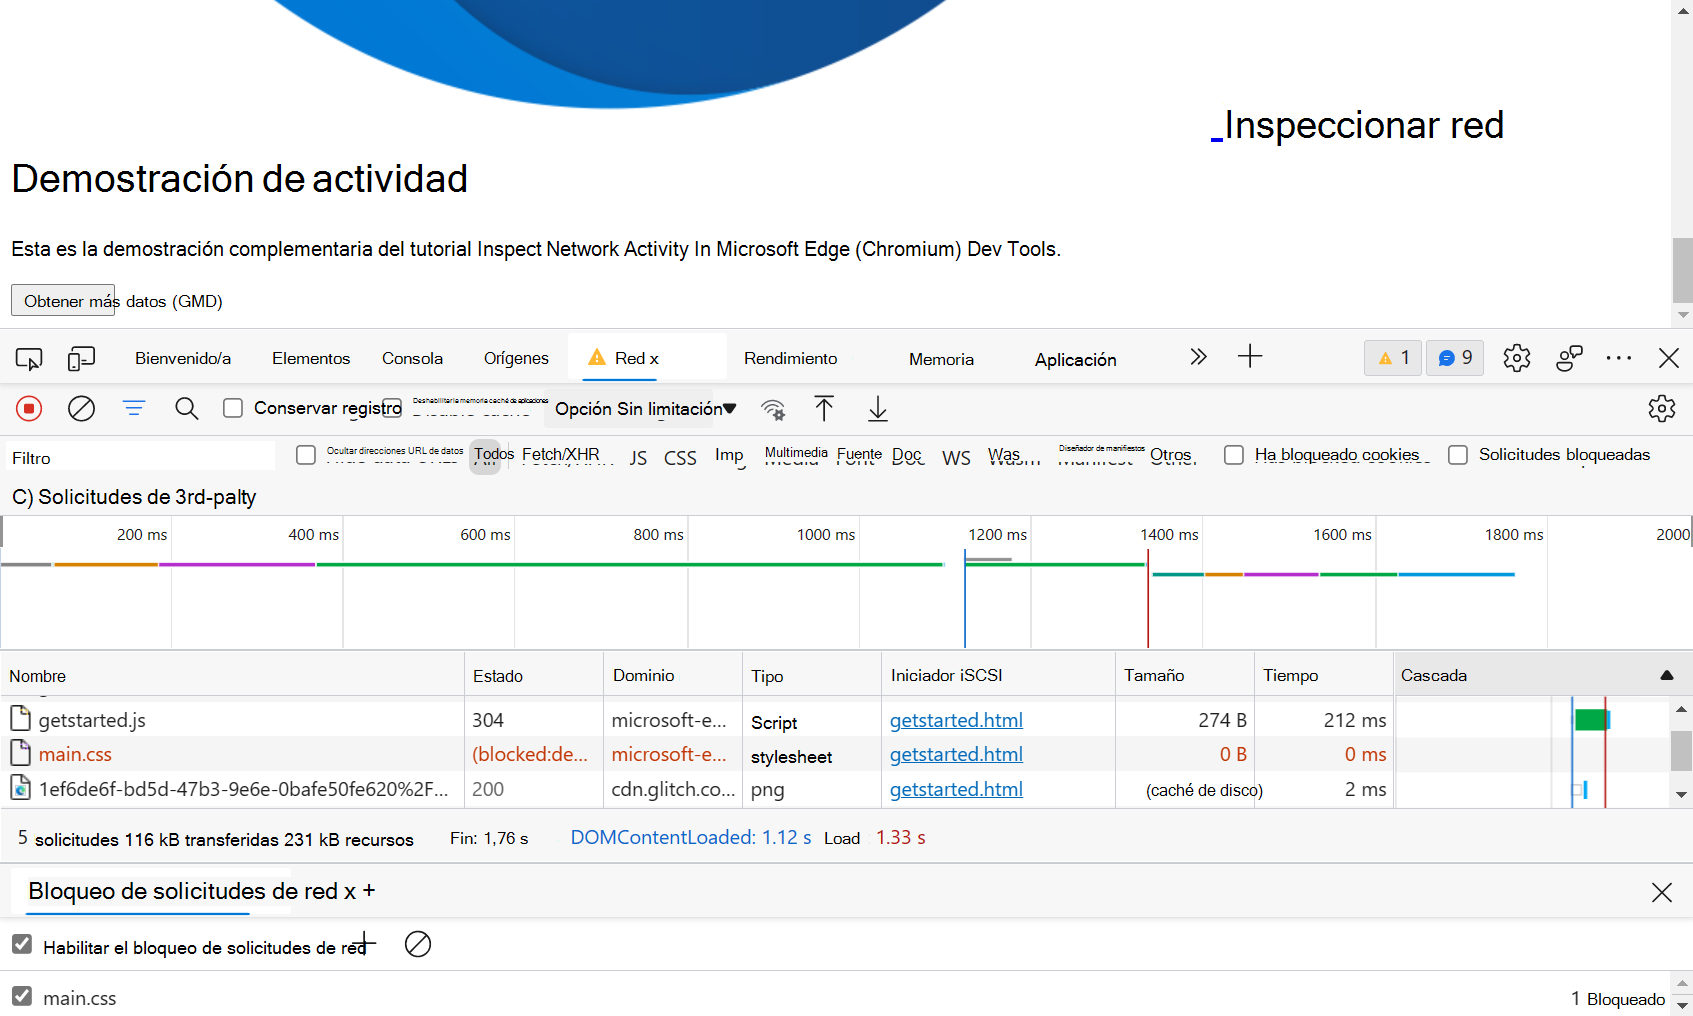 Inspeccionar red
Demostración de actividad
Esta es la demostración complementaria del tutorial Inspect Network Activity In Microsoft Edge (Chromium) Dev Tools.
Obtener más datos (GMD)
Bienvenido/a Elementos Consola Orígenes Red x Rendimiento Memoria Aplicación 1 9
Conservar registro Deshabilitar la memoria caché de aplicaciones Opción Sin limitación
Filtro Ocultar direcciones URL de datos Todos Fetch/XHR JS CSS Imp Multimedia Fuente Doc WS Was Diseñador de manifiestos Otros Ha bloqueado cookies Solicitudes bloqueadas
C) Solicitudes de 3rd-palty
200 ms 400 ms 600 ms 800 ms 1000 ms 1200 ms 1400 ms 1600 ms 1800 ms 2000
Nombre Estado Dominio Tipo Iniciador iSCSI Tamaño Tiempo Cascada
getstarted.js 304 microsoft-e... Script getstarted.html 274 B 212 ms
main.css (blocked:de... microsoft-e... stylesheet getstarted.html 0 B 0 ms
1ef6de6f-bd5d-47b3-9e6e-0bafe50fe620%2F... 200 cdn.glitch.co... png getstarted.html (caché de disco) 2 ms
5 solicitudes 116 kB transferidas 231 kB recursos Fin: 1,76 s DOMContentLoaded: 1.12 s Load 1.33 s
Bloqueo de solicitudes de red x +
Habilitar el bloqueo de solicitudes de red
main.css 1 Bloqueado